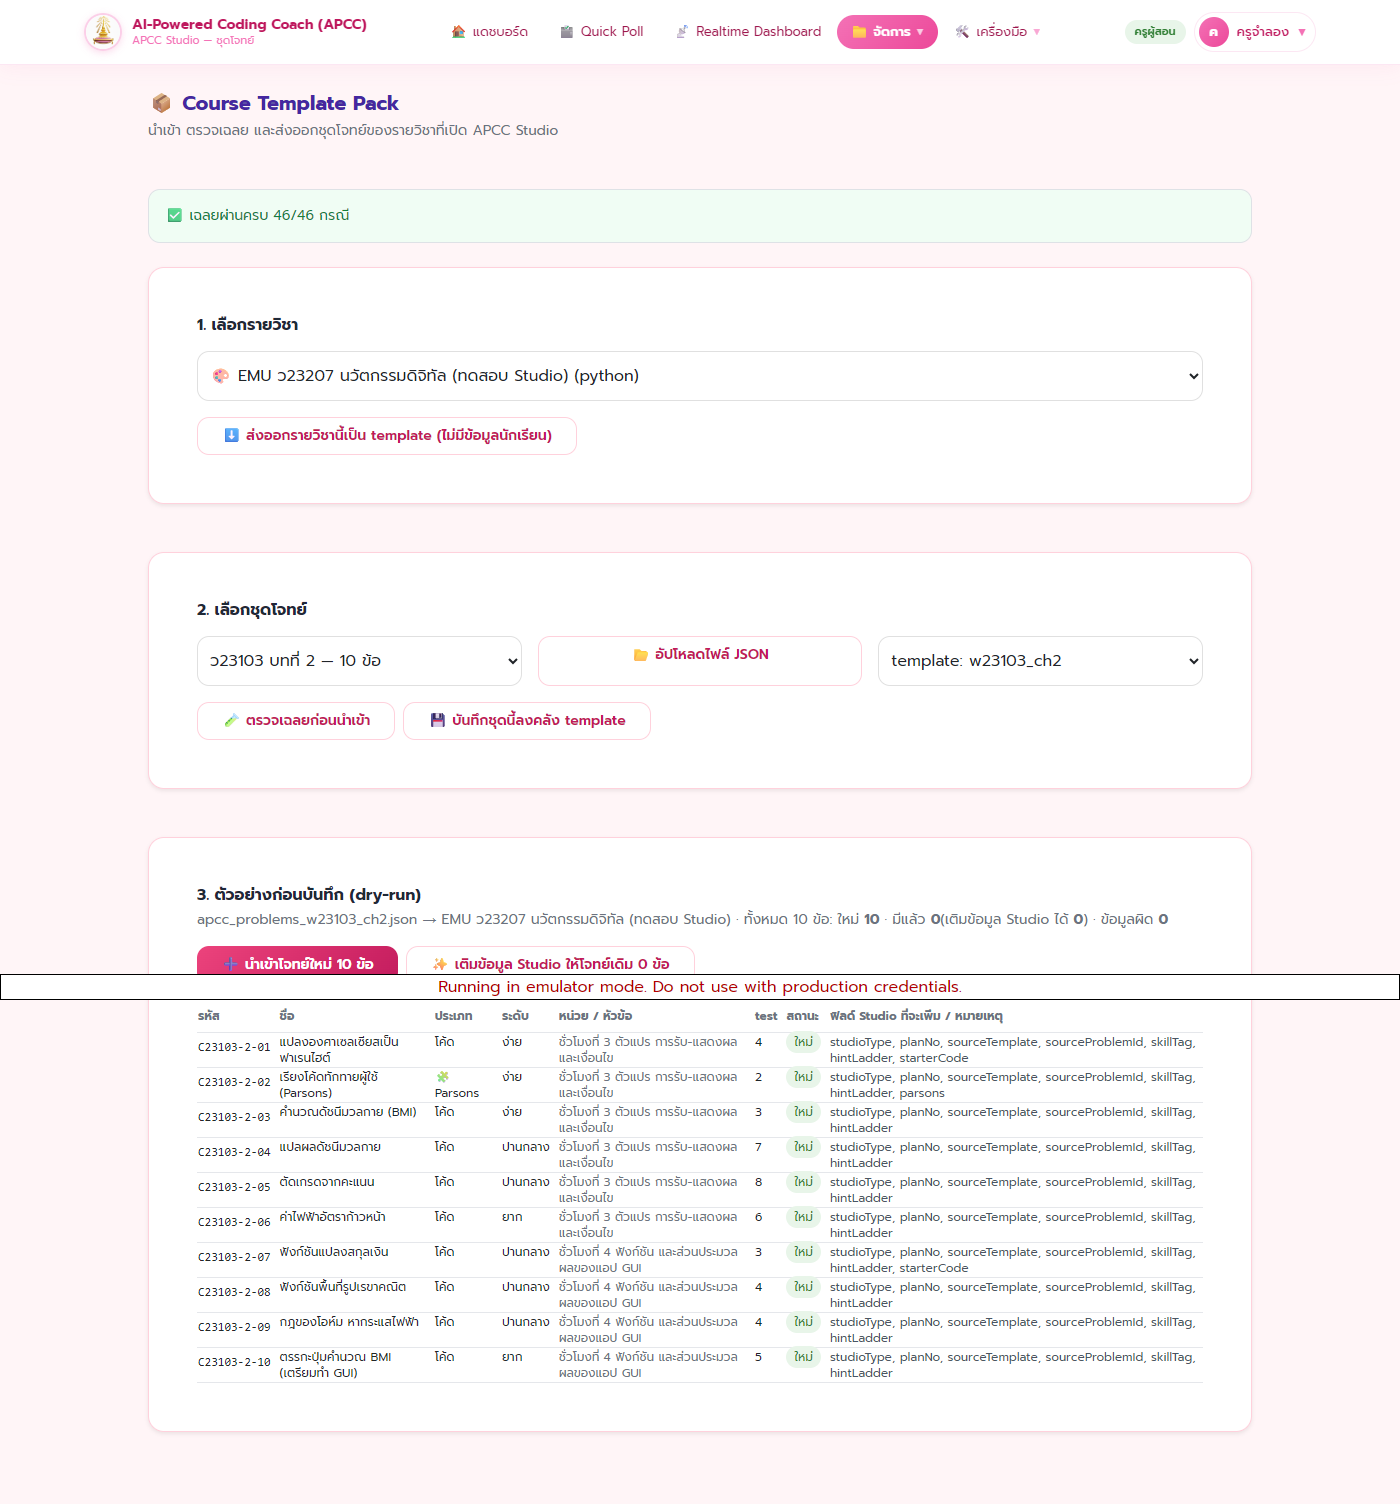 AI-Powered Coding Coach (APCC)
APCC Studio — ชุดโจทย์
แดชบอร์ด
Quick Poll
Realtime Dashboard
จัดการ ▼
เครื่องมือ ▼
ครูผู้สอน
ค ครูจำลอง ▼
Course Template Pack
นำเข้า ตรวจเฉลย และส่งออกชุดโจทย์ของรายวิชาที่เปิด APCC Studio
เฉลยผ่านครบ 46/46 กรณี
1. เลือกรายวิชา
EMU ว23207 นวัตกรรมดิจิทัล (ทดสอบ Studio) (python)
ส่งออกรายวิชานี้เป็น template (ไม่มีข้อมูลนักเรียน)
2. เลือกชุดโจทย์
ว23103 บทที่ 2 — 10 ข้อ
อัปโหลดไฟล์ JSON
template: w23103_ch2
ตรวจเฉลยก่อนนำเข้า
บันทึกชุดนี้ลงคลัง template
3. ตัวอย่างก่อนบันทึก (dry-run)
apcc_problems_w23103_ch2.json → EMU ว23207 นวัตกรรมดิจิทัล (ทดสอบ Studio) · ทั้งหมด 10 ข้อ: ใหม่ 10 · มีแล้ว 0(เติมข้อมูล Studio ได้ 0) · ข้อมูลผิด 0
นำเข้าโจทย์ใหม่ 10 ข้อ
เติมข้อมูล Studio ให้โจทย์เดิม 0 ข้อ
Running in emulator mode. Do not use with production credentials.
รหัส ชื่อ ประเภท ระดับ หน่วย / หัวข้อ test สถานะ ฟิลด์ Studio ที่จะเพิ่ม / หมายเหตุ
C23103-2-01 แปลงองศาเซลเซียสเป็น โค้ด ง่าย ชั่วโมงที่ 3 ตัวแปร การรับ-แสดงผล 4 ใหม่ studioType, planNo, sourceTemplate, sourceProblemId, skillTag,
ฟาเรนไฮต์ และเงื่อนไข hintLadder, starterCode
C23103-2-02 เรียงโค้ดทักทายผู้ใช้ ง่าย ชั่วโมงที่ 3 ตัวแปร การรับ-แสดงผล 2 ใหม่ studioType, planNo, sourceTemplate, sourceProblemId, skillTag,
(Parsons) Parsons และเงื่อนไข hintLadder, parsons
C23103-2-03 คำนวณดัชนีมวลกาย (BMI) โค้ด ง่าย ชั่วโมงที่ 3 ตัวแปร การรับ-แสดงผล 3 ใหม่ studioType, planNo, sourceTemplate, sourceProblemId, skillTag,
และเงื่อนไข hintLadder
C23103-2-04 แปลผลดัชนีมวลกาย โค้ด ปานกลาง ชั่วโมงที่ 3 ตัวแปร การรับ-แสดงผล 7 ใหม่ studioType, planNo, sourceTemplate, sourceProblemId, skillTag,
และเงื่อนไข hintLadder
C23103-2-05 ตัดเกรดจากคะแนน โค้ด ปานกลาง ชั่วโมงที่ 3 ตัวแปร การรับ-แสดงผล 8 ใหม่ studioType, planNo, sourceTemplate, sourceProblemId, skillTag,
และเงื่อนไข hintLadder
C23103-2-06 ค่าไฟฟ้าอัตราก้าวหน้า โค้ด ยาก ชั่วโมงที่ 3 ตัวแปร การรับ-แสดงผล 6 ใหม่ studioType, planNo, sourceTemplate, sourceProblemId, skillTag,
และเงื่อนไข hintLadder
C23103-2-07 ฟังก์ชันแปลงสกุลเงิน โค้ด ปานกลาง ชั่วโมงที่ 4 ฟังก์ชัน และส่วนประมวล 3 ใหม่ studioType, planNo, sourceTemplate, sourceProblemId, skillTag,
ผลของแอป GUI hintLadder, starterCode
C23103-2-08 ฟังก์ชันพื้นที่รูปเรขาคณิต โค้ด ปานกลาง ชั่วโมงที่ 4 ฟังก์ชัน และส่วนประมวล 4 ใหม่ studioType, planNo, sourceTemplate, sourceProblemId, skillTag,
ผลของแอป GUI hintLadder
C23103-2-09 กฎของโอห์ม หากระแสไฟฟ้า โค้ด ปานกลาง ชั่วโมงที่ 4 ฟังก์ชัน และส่วนประมวล 4 ใหม่ studioType, planNo, sourceTemplate, sourceProblemId, skillTag,
ผลของแอป GUI hintLadder
C23103-2-10 ตรรกะปุ่มคำนวณ BMI โค้ด ยาก ชั่วโมงที่ 4 ฟังก์ชัน และส่วนประมวล 5 ใหม่ studioType, planNo, sourceTemplate, sourceProblemId, skillTag,
(เตรียมทำ GUI) ผลของแอป GUI hintLadder